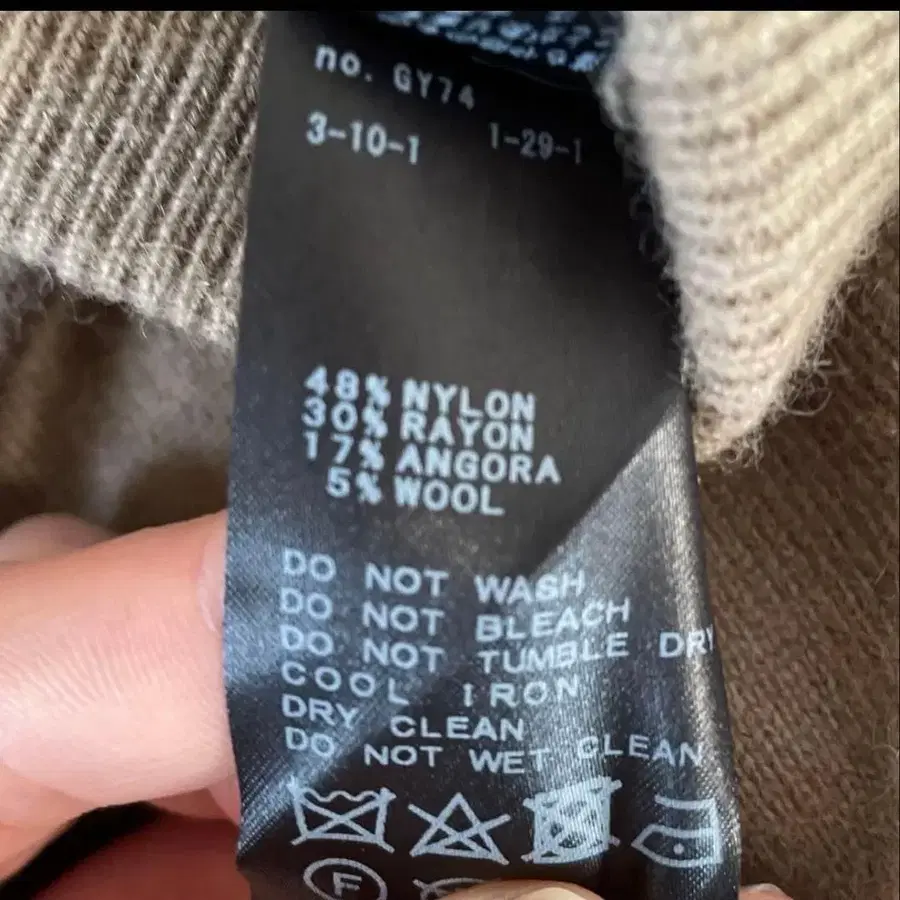 no. GY74
3-10-1 1-29-1
48% NYLON
30% RAYON
17% ANGORA
5% WOOL
DO NOT WASH
DO NOT BLEACH
DO NOT TUMBLE DRY
COOL IRON
DRY CLEAN
DO NOT WET CLEAN
F